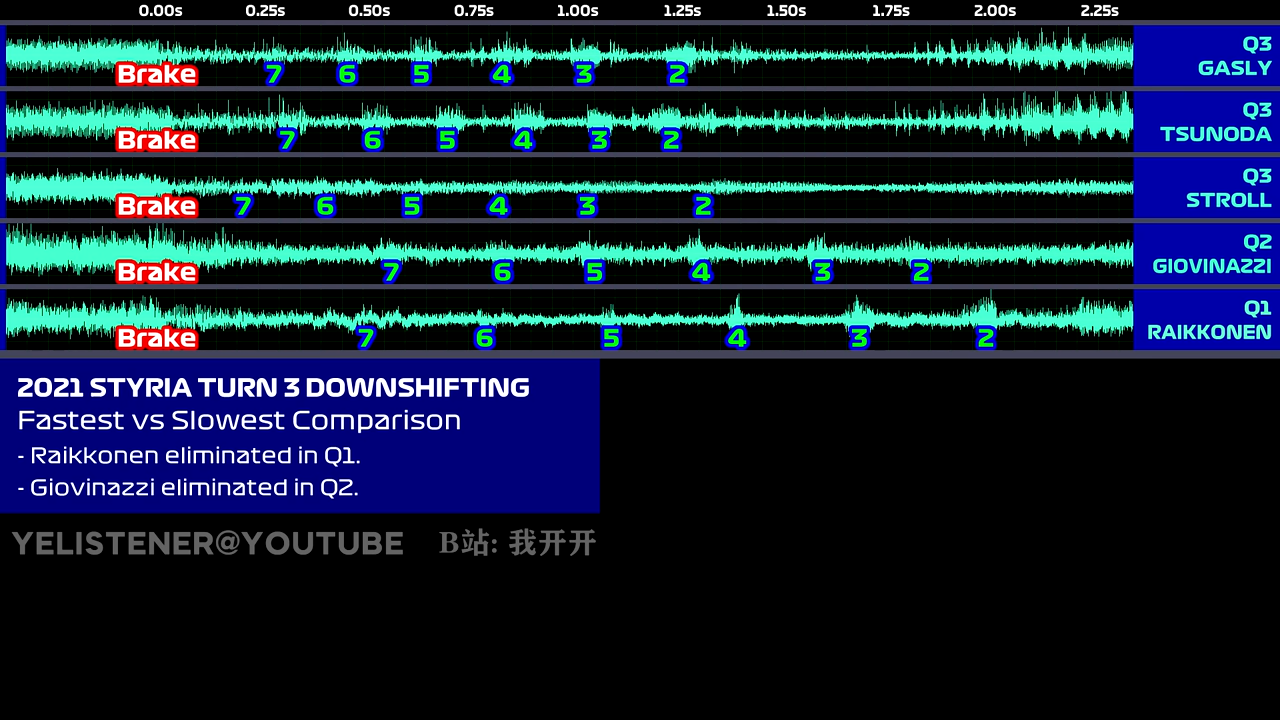 0.00s 0.25s 0.50s 0.75s 1.00s 1.25s 1.50s 1.75s 2.00s 2.25s
Q3
GASLY
Brake 7 6 5 4 3 2
Q3
TSUNODA
Brake 7 6 5 4 3 2
Q3
STROLL
Brake 7 6 5 4 3 2
Q2
GIOVINAZZI
Brake 7 6 5 4 3 2
Q1
RAIKKONEN
Brake 7 6 5 4 3 2
2021 STYRIA TURN 3 DOWNSHIFTING
Fastest vs Slowest Comparison
- Raikkonen eliminated in Q1.
- Giovinazzi eliminated in Q2.
YELISTENER@YOUTUBE B站: 我开开